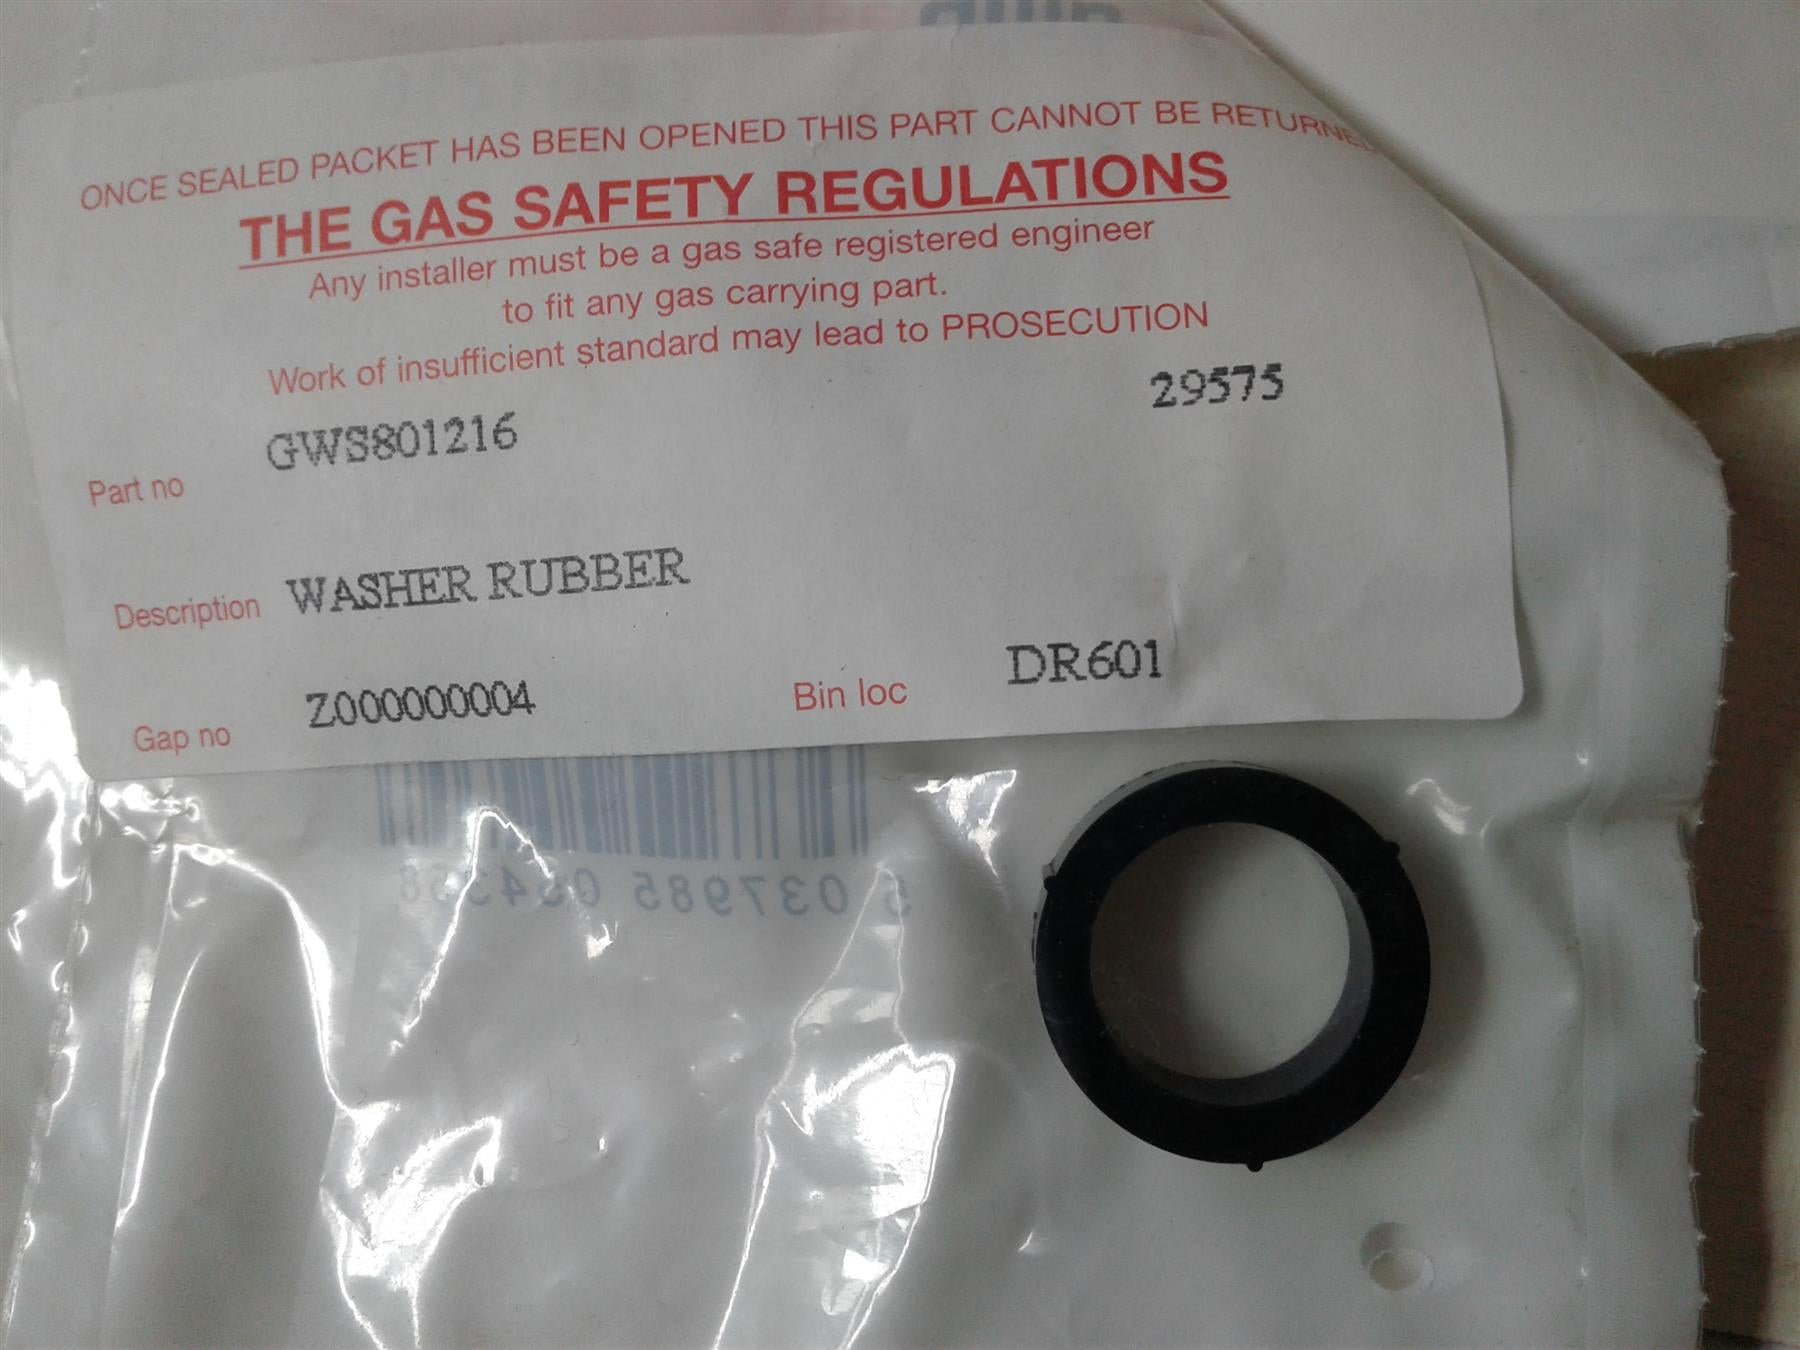 ONCE SEALED PACKET HAS BEEN OPENED THIS PART CANNOT BE RETURNED
THE GAS SAFETY REGULATIONS
Any installer must be a gas safe registered engineer
to fit any gas carrying part.
Work of insufficient standard may lead to PROSECUTION
Part no GWS801216 29575
Description WASHER RUBBER
Gap no Z000000004 Bin loc DR601
5 037985